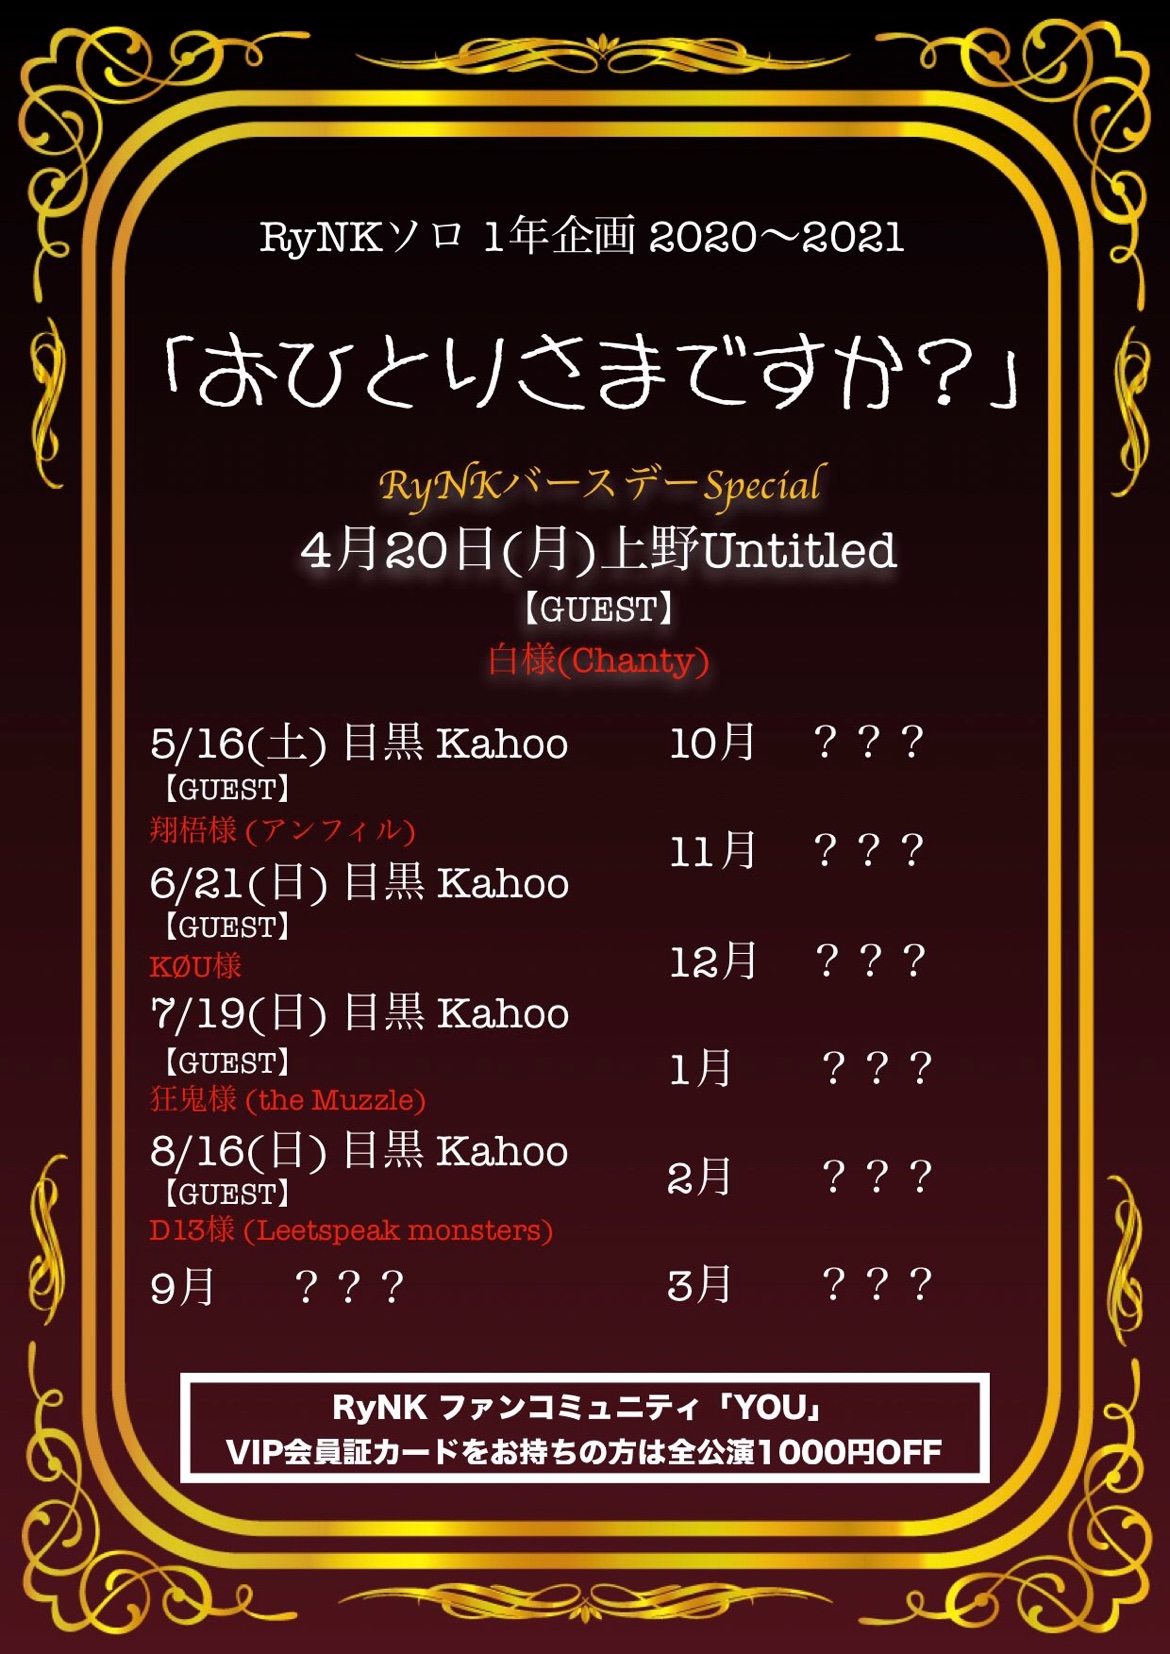 RyNKソロ 1年企画 2020〜2021
「おひとりさまですか？」
RyNKバースデーSpecial
4月20日(月)上野Untitled
【GUEST】
白様(Chanty)
5/16(土) 目黒 Kahoo
【GUEST】
翔梧様 (アンフィル)
6/21(日) 目黒 Kahoo
【GUEST】
KØU様
7/19(日) 目黒 Kahoo
【GUEST】
狂鬼様 (the Muzzle)
8/16(日) 目黒 Kahoo
【GUEST】
D13様 (Leetspeak monsters)
9月 ？？？
10月 ？？？
11月 ？？？
12月 ？？？
1月 ？？？
2月 ？？？
3月 ？？？
RyNK ファンコミュニティ「YOU」
VIP会員証カードをお持ちの方は全公演1000円OFF